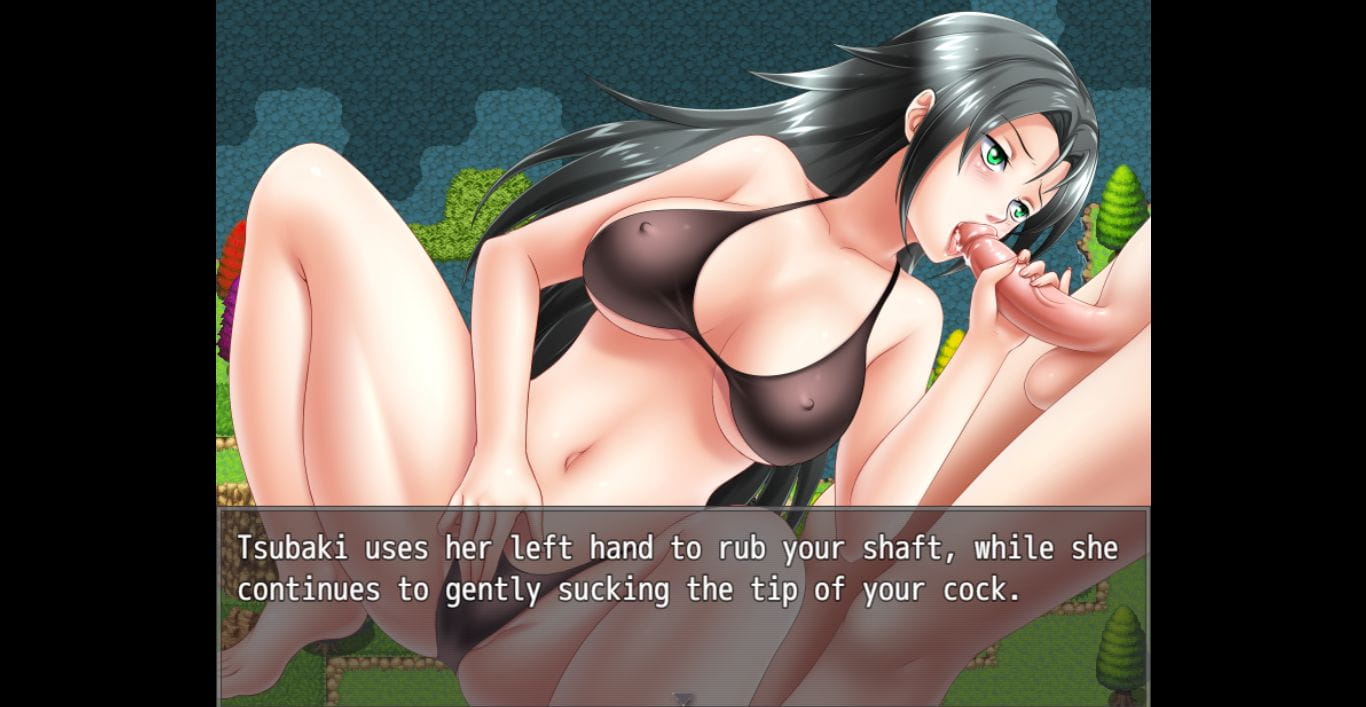 Tsubaki uses her left hand to rub your shaft, while she
continues to gently sucking the tip of your cock.